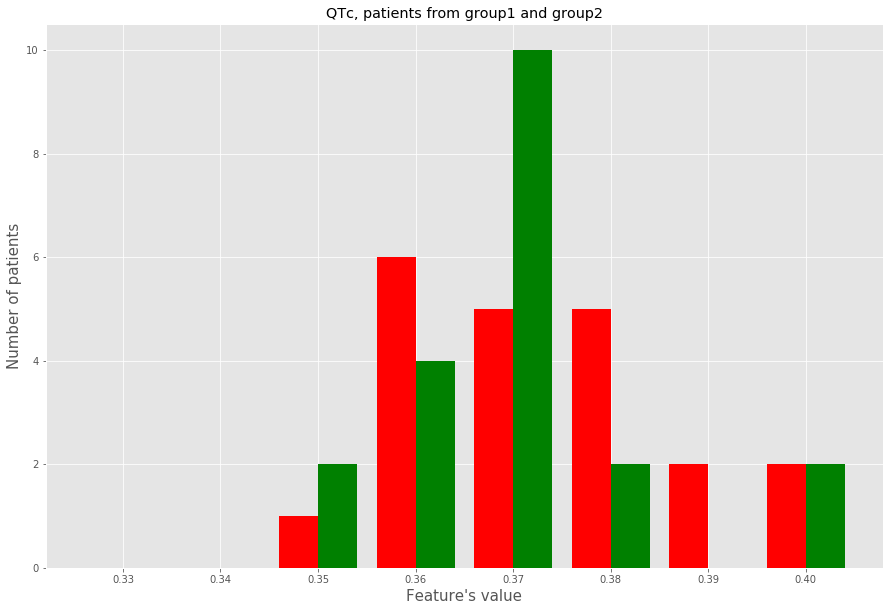 QTc, patients from group1 and group2
Number of patients
10
8
6
4
2
0
0.33 0.34 0.35 0.36 0.37 0.38 0.39 0.40
Feature's value